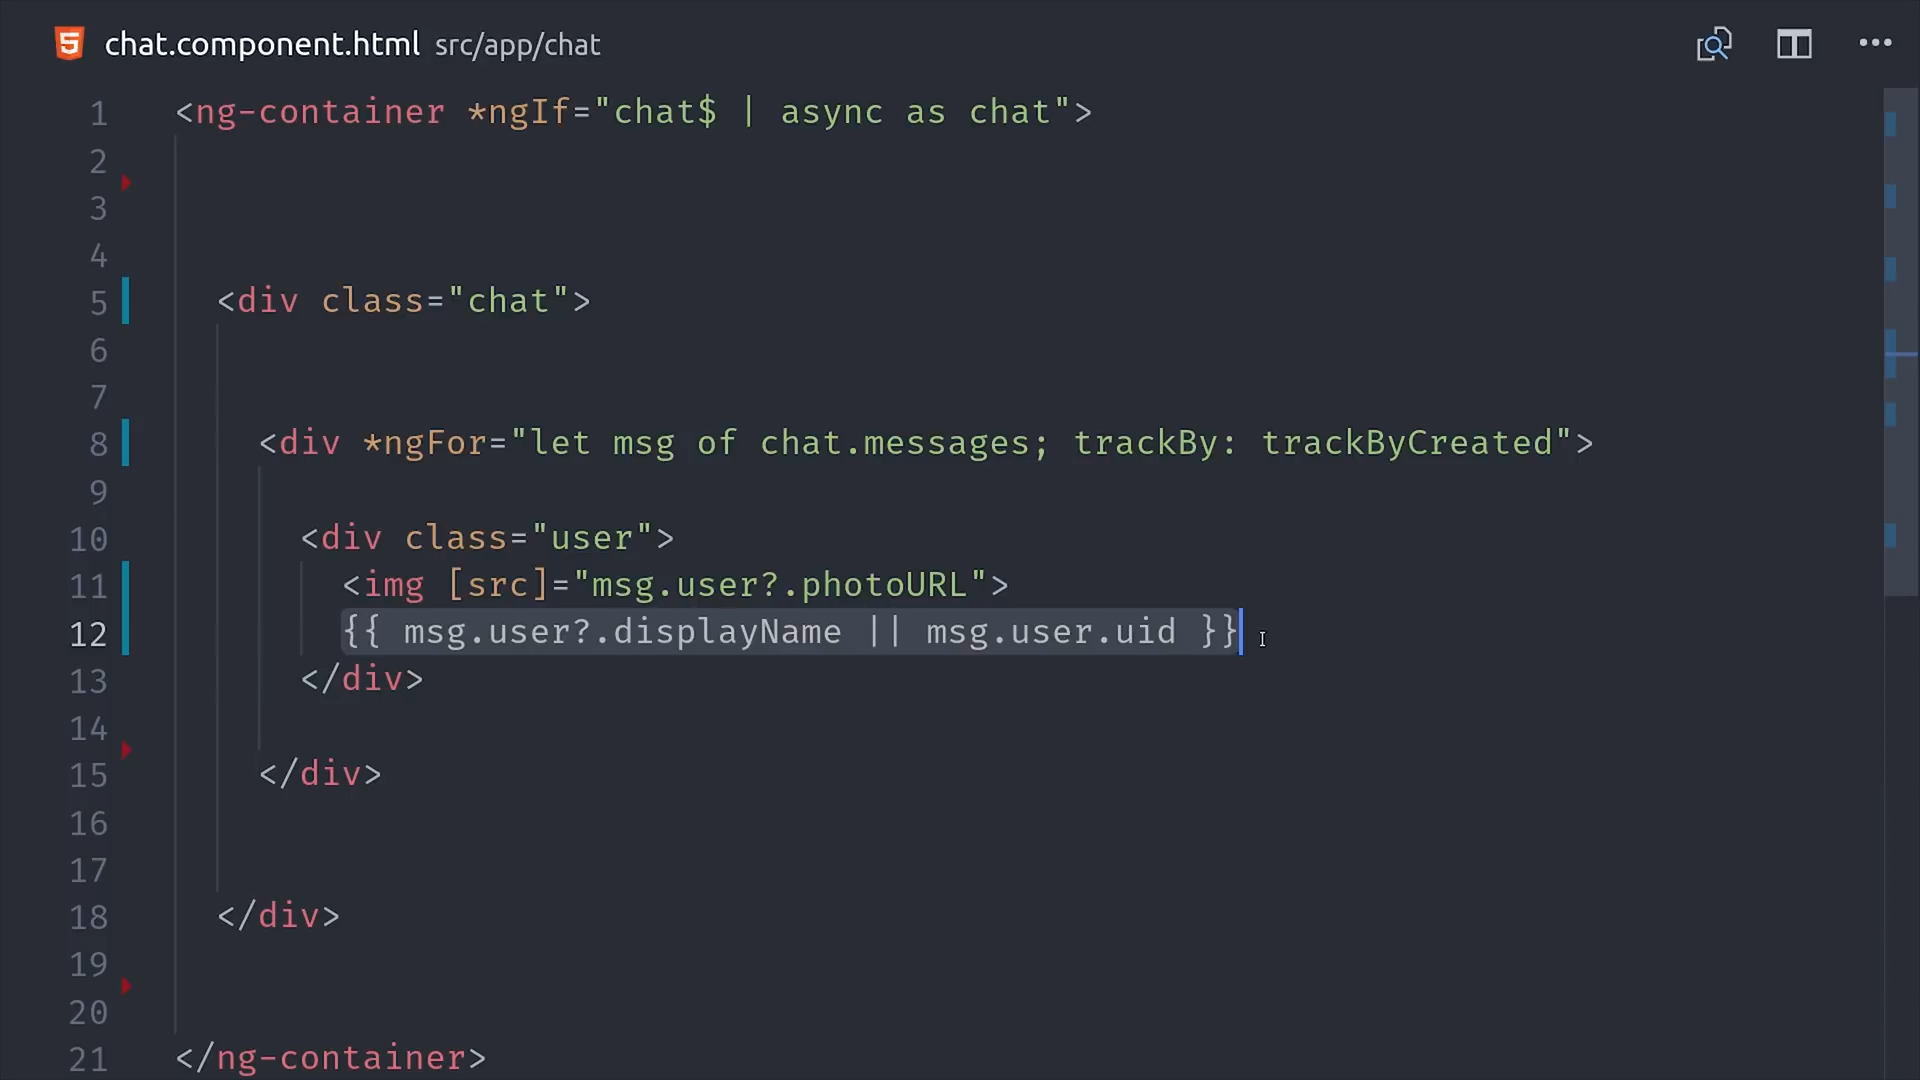 chat.component.html src/app/chat
1 <ng-container *ngIf="chat$ | async as chat">
2
3
4
5 <div class="chat">
6
7
8 <div *ngFor="let msg of chat.messages; trackBy: trackByCreated">
9
10 <div class="user">
11 <img [src]="msg.user?.photoURL">
12 {{ msg.user?.displayName || msg.user.uid }}
13 </div>
14
15 </div>
16
17
18 </div>
19
20
21 </ng-container>